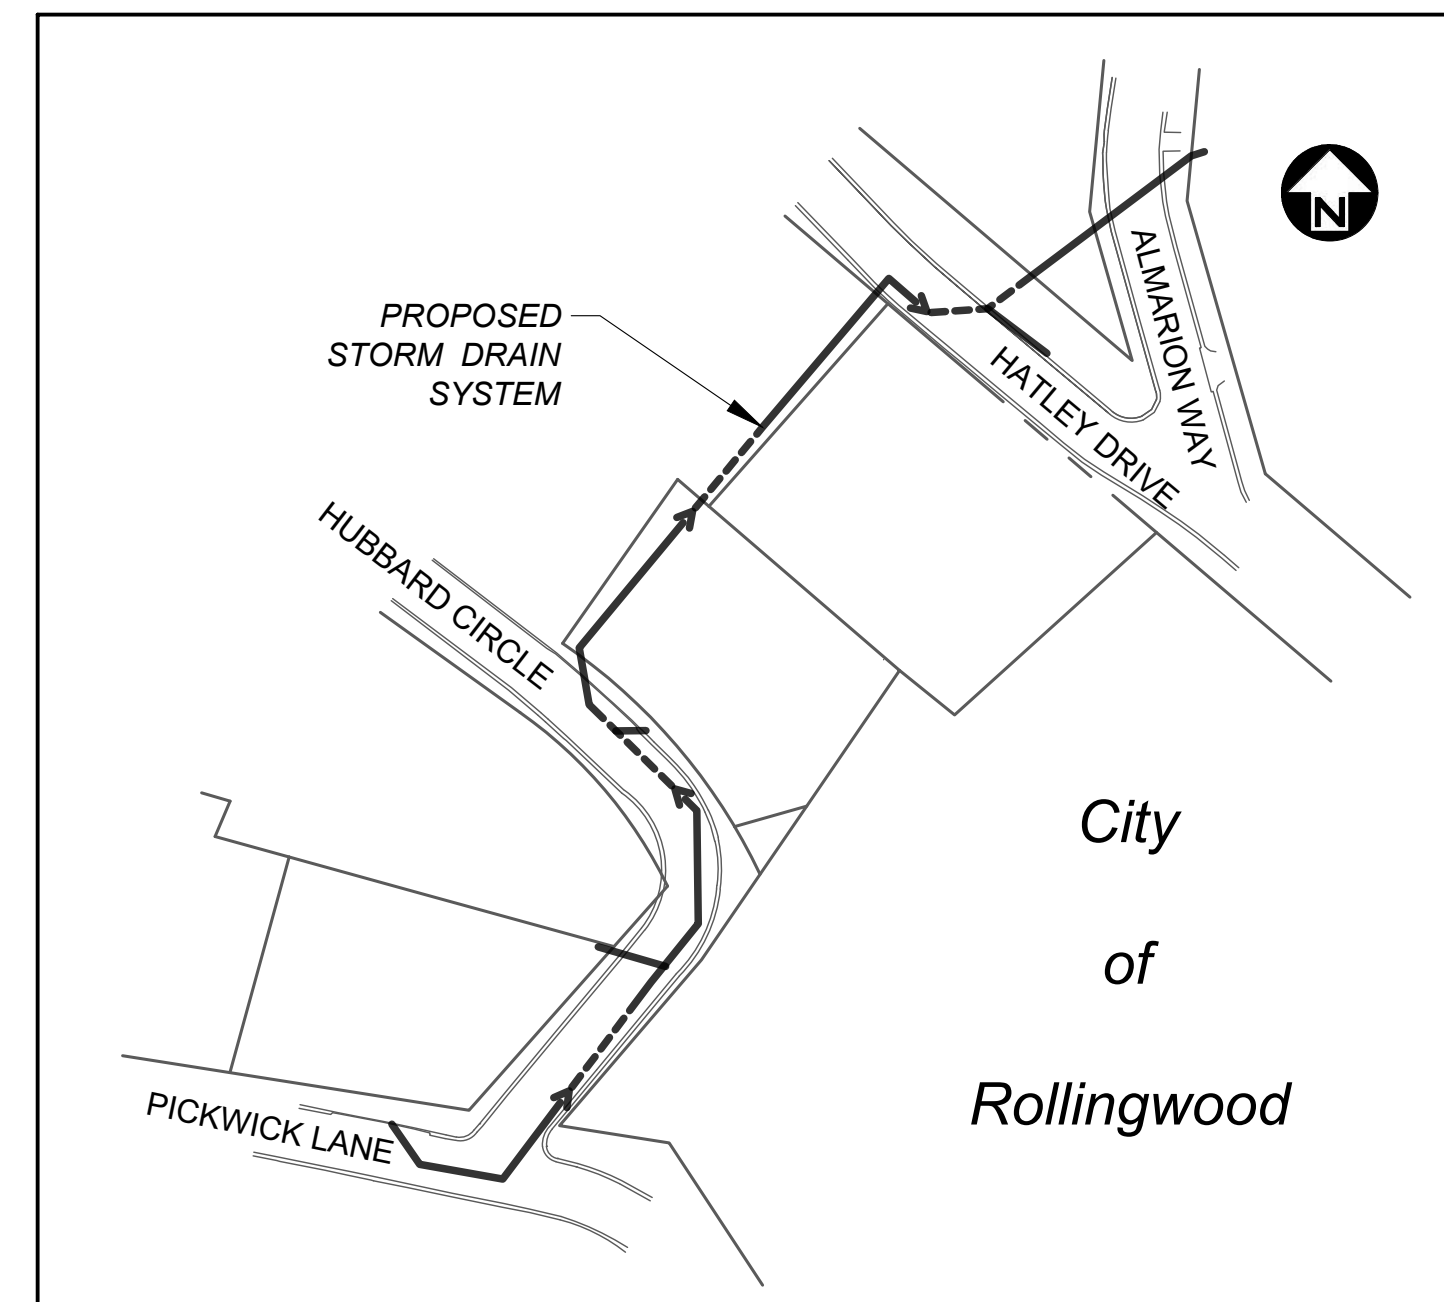 N
ALMARION WAY
PROPOSED
STORM DRAIN
SYSTEM
HATLEY DRIVE
HUBBARD CIRCLE
City
of
Rollingwood
PICKWICK LANE